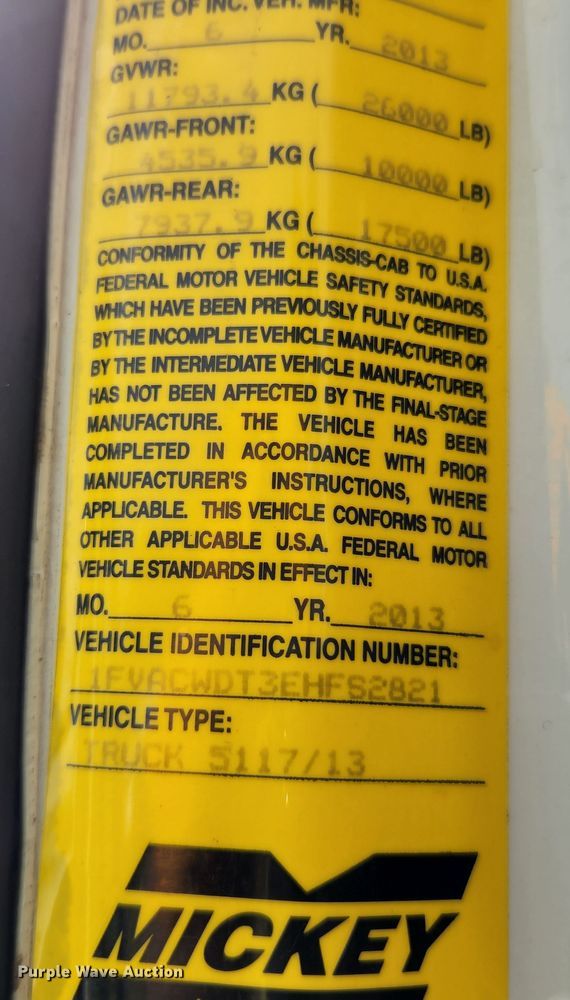 DATE OF INC. VEH. MFR:
MO. 6 YR. 2013
GVWR:
11793.4 KG ( 26000 LB)
GAWR-FRONT:
4535.9 KG ( 10000 LB)
GAWR-REAR:
7937.9 KG ( 17500 LB)
CONFORMITY OF THE CHASSIS-CAB TO U.S.A.
FEDERAL MOTOR VEHICLE SAFETY STANDARDS,
WHICH HAVE BEEN PREVIOUSLY FULLY CERTIFIED
BY THE INCOMPLETE VEHICLE MANUFACTURER OR
BY THE INTERMEDIATE VEHICLE MANUFACTURER,
HAS NOT BEEN AFFECTED BY THE FINAL-STAGE
MANUFACTURE. THE VEHICLE HAS BEEN
COMPLETED IN ACCORDANCE WITH PRIOR
MANUFACTURER'S INSTRUCTIONS, WHERE
APPLICABLE. THIS VEHICLE CONFORMS TO ALL
OTHER APPLICABLE U.S.A. FEDERAL MOTOR
VEHICLE STANDARDS IN EFFECT IN:
MO. 6 YR. 2013
VEHICLE IDENTIFICATION NUMBER:
1FVACWDT3EHFS2821
VEHICLE TYPE:
TRUCK 5117/13
MICKEY
Purple Wave Auction